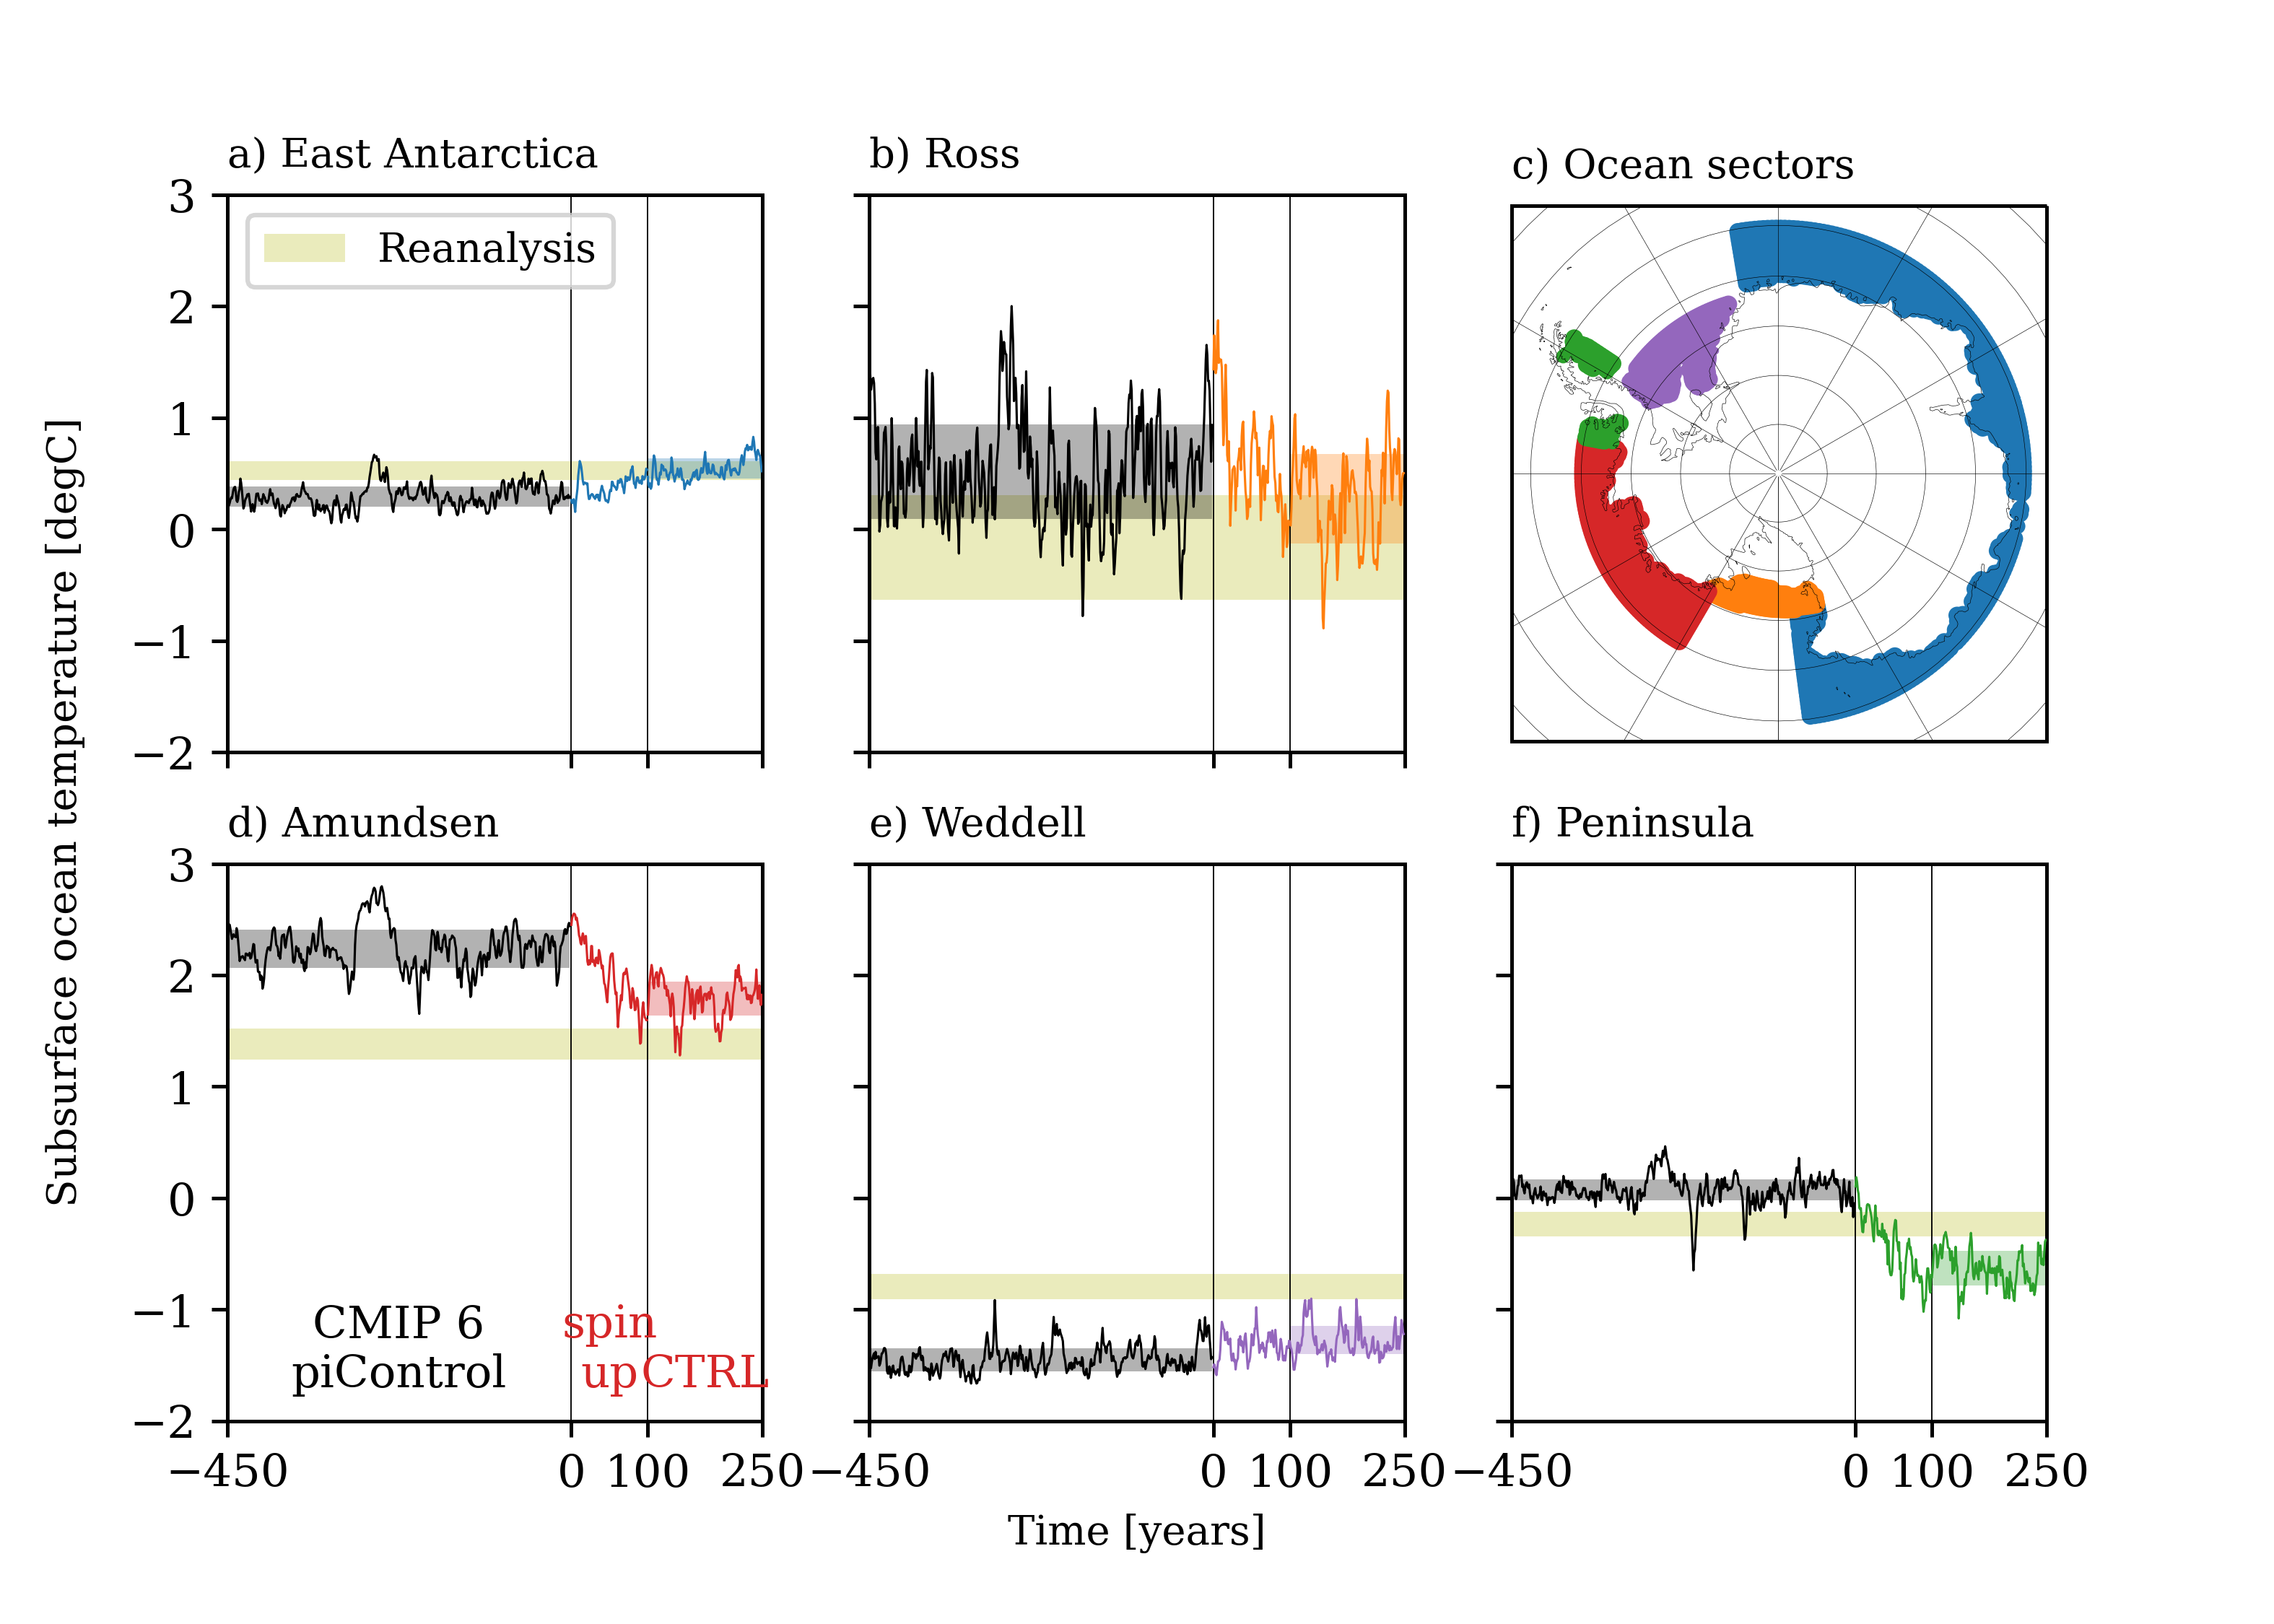 a) East Antarctica
b) Ross
c) Ocean sectors
3
2
1
0
−1
−2
Reanalysis
Subsurface ocean temperature [degC]
d) Amundsen
e) Weddell
f) Peninsula
3
2
1
0
−1
−2
CMIP 6
piControl
spin
up
CTRL
−450
0
100
250
−450
0
100
250
−450
0
100
250
Time [years]